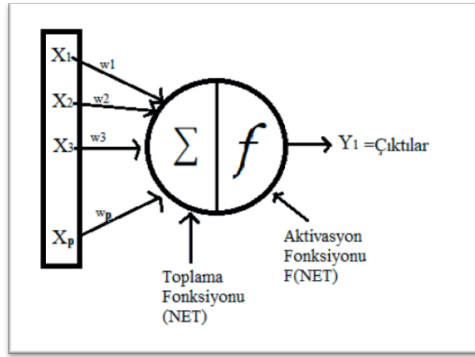 X1
w1
X2
w2
X3
w3
Xp
wp
∑
f
Y1 =Çıktılar
Toplama
Fonksiyonu
(NET)
Aktivasyon
Fonksiyonu
F(NET)